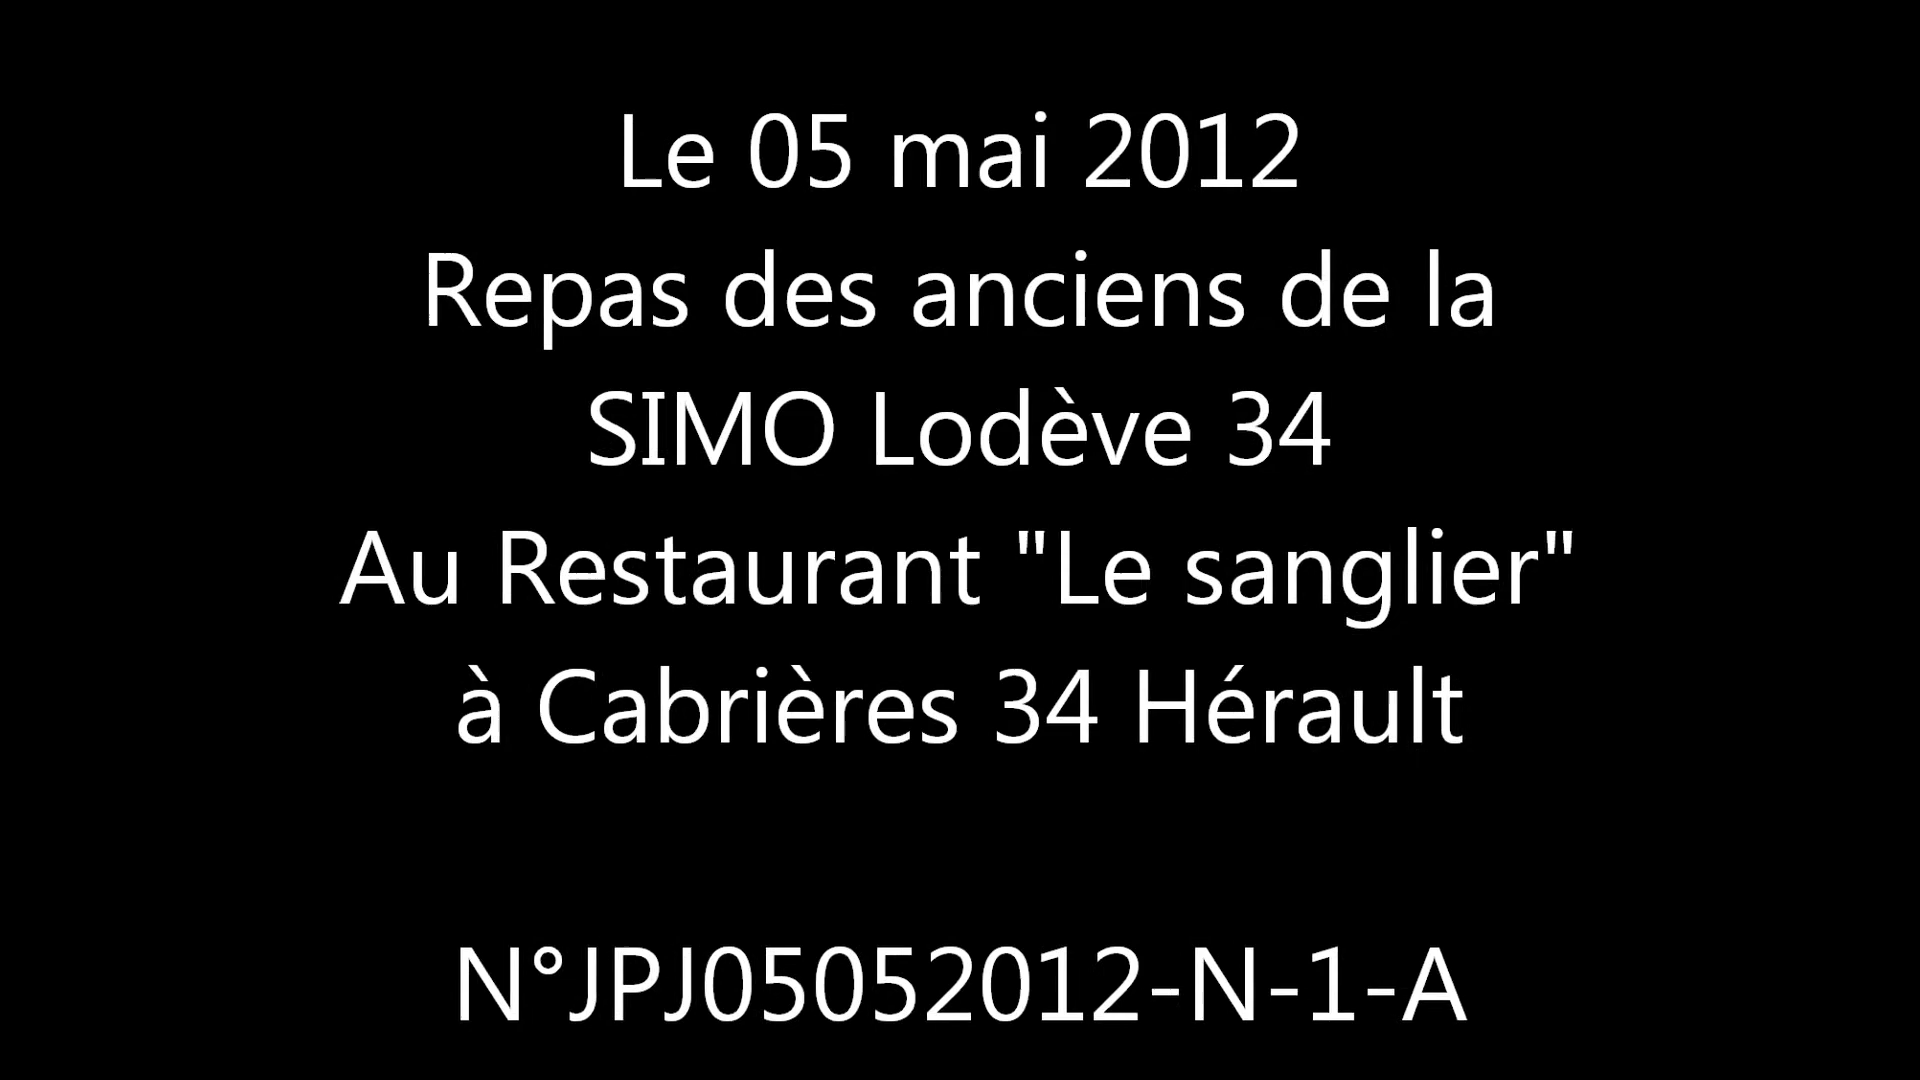 Le 05 mai 2012
Repas des anciens de la
SIMO Lodève 34
Au Restaurant "Le sanglier"
à Cabrières 34 Hérault
N°JPJ05052012-N-1-A